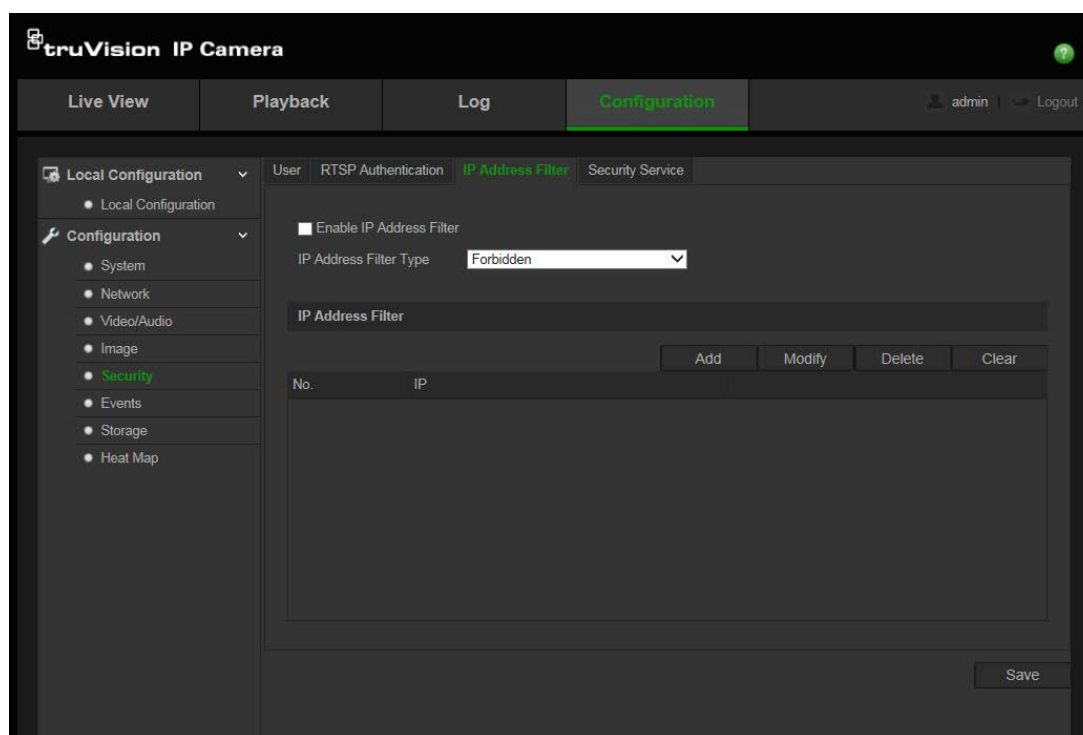 truVision IP Camera
?
Live View Playback Log Configuration admin Logout
Local Configuration
Local Configuration
Configuration
System
Network
Video/Audio
Image
Security
Events
Storage
Heat Map
User RTSP Authentication IP Address Filter Security Service
Enable IP Address Filter
IP Address Filter Type Forbidden
IP Address Filter
Add Modify Delete Clear
No. IP
Save